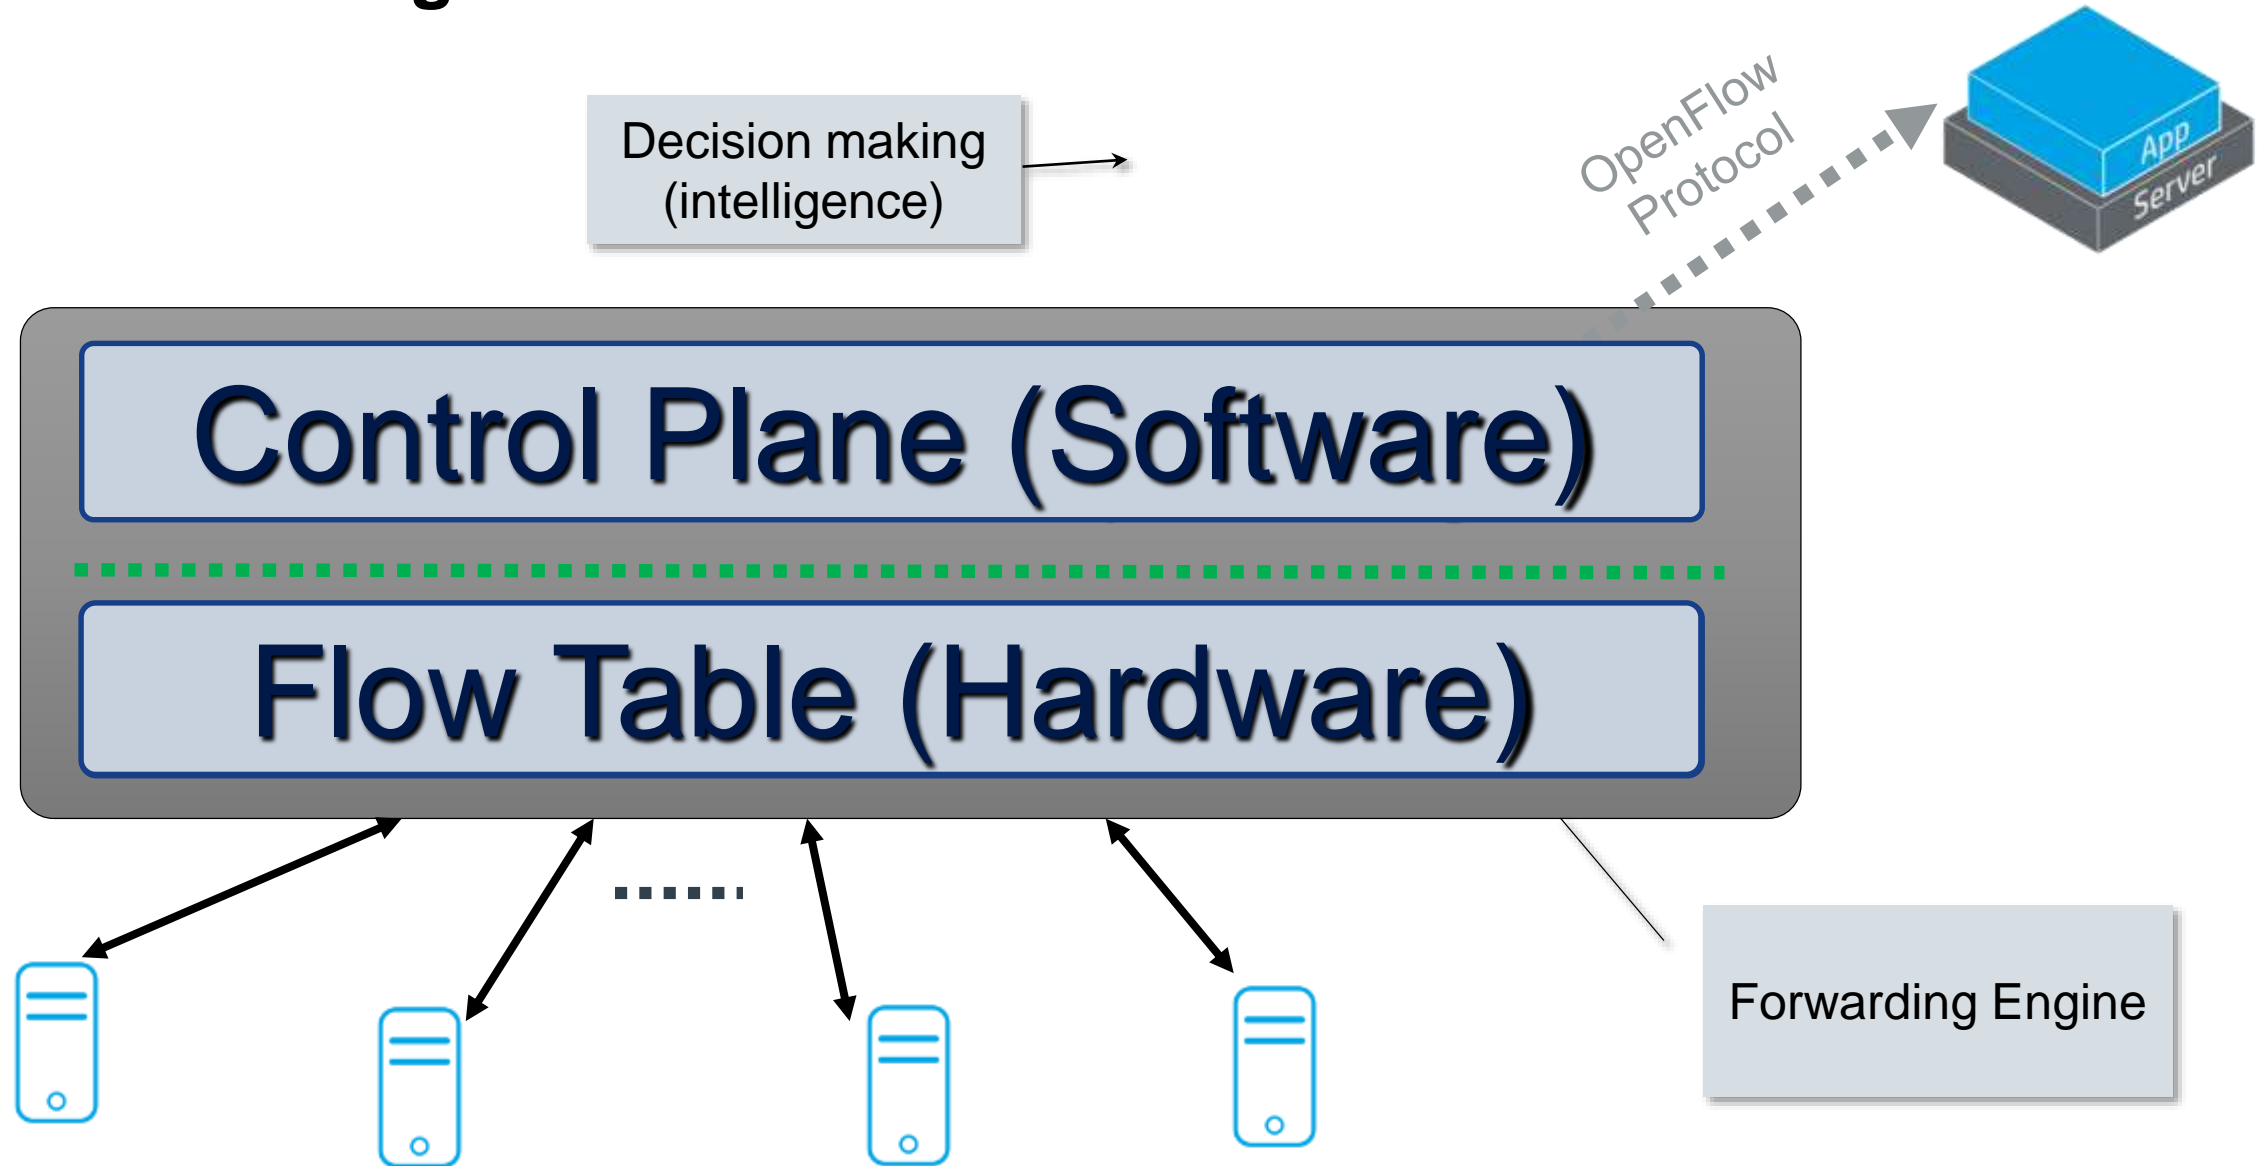 Decision making
(intelligence)
OpenFlow
Protocol
App
Server
Control Plane (Software)
Flow Table (Hardware)
Forwarding Engine